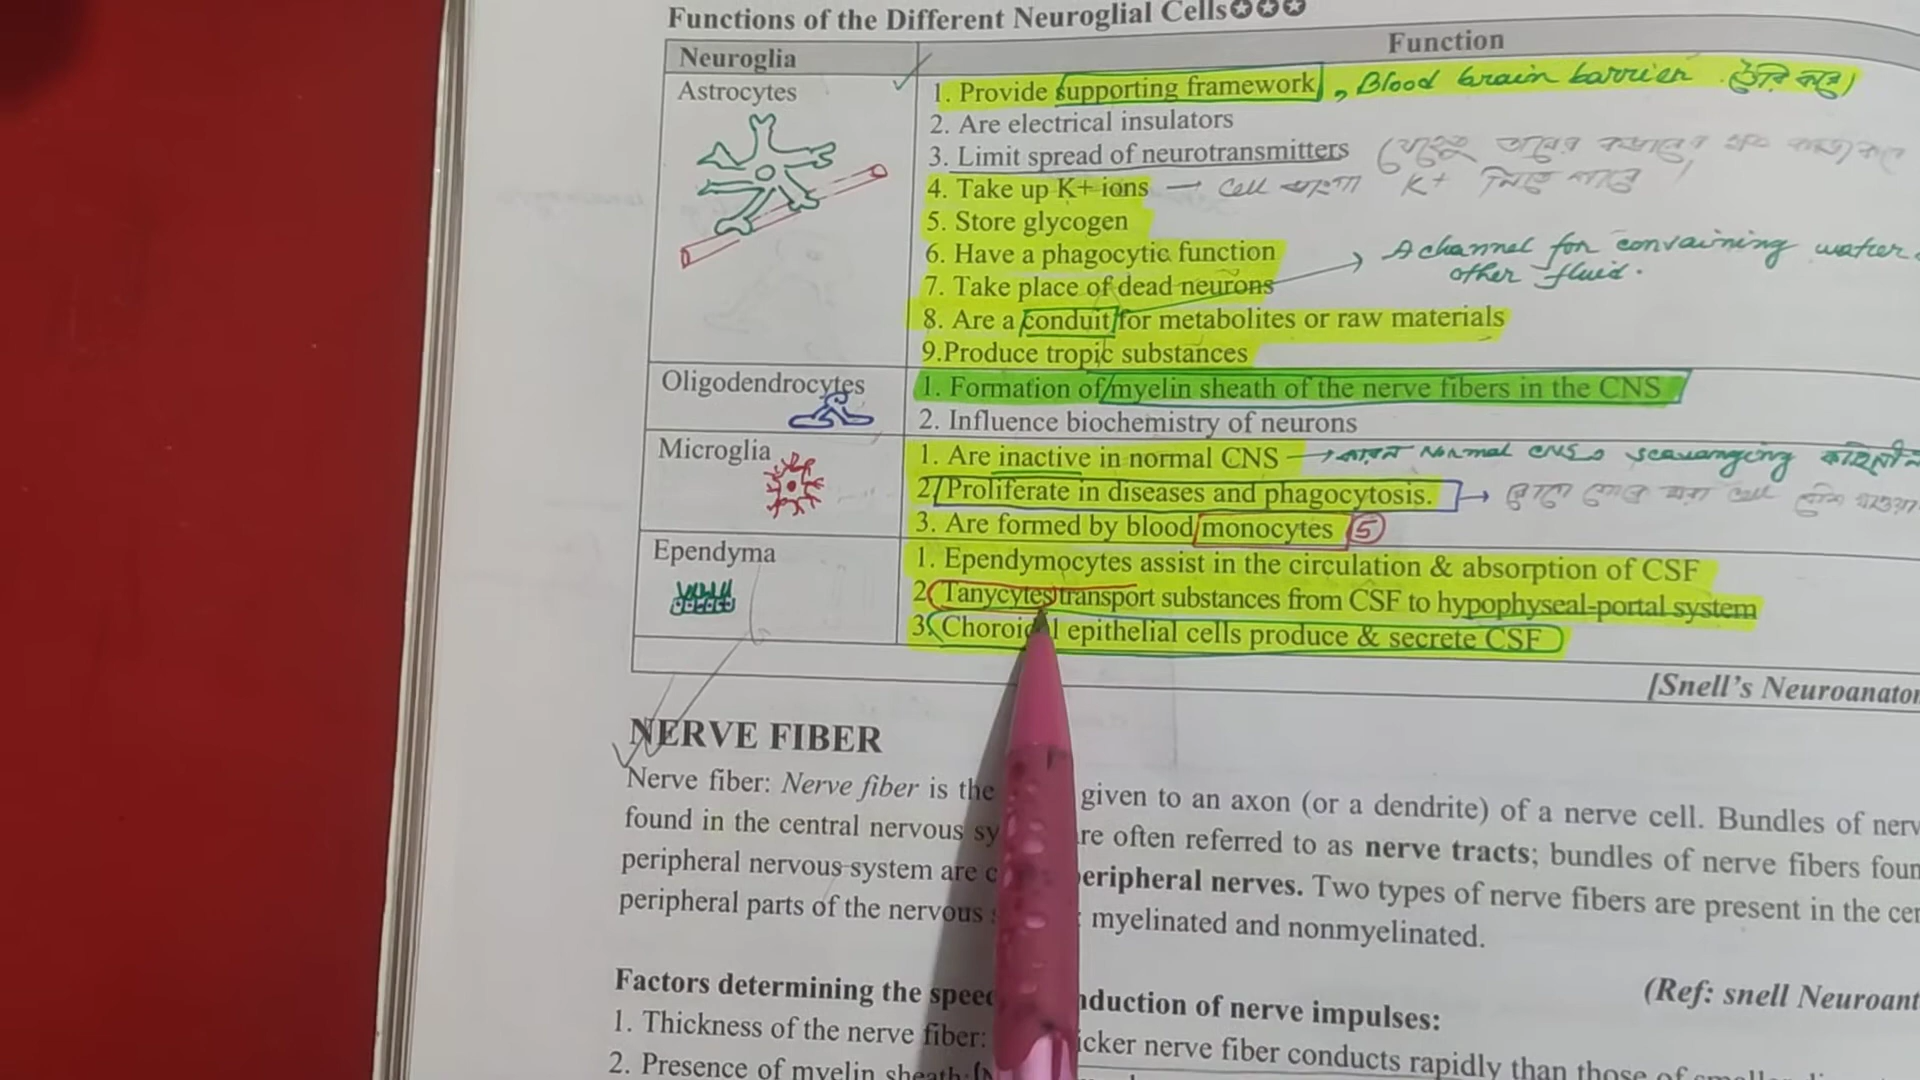 Functions of the Different Neuroglial Cells✪✪✪
Neuroglia
Function
Astrocytes
1. Provide supporting framework, Blood brain barrier তৈরি করে)
2. Are electrical insulators
3. Limit spread of neurotransmitters
4. Take up K+ ions → Cell K+ নিতে পারে
5. Store glycogen
6. Have a phagocytic function
7. Take place of dead neurons
A channel for convaining water
other fluid.
8. Are a conduit for metabolites or raw materials
9.Produce tropic substances
Oligodendrocytes
1. Formation of myelin sheath of the nerve fibers in the CNS
2. Influence biochemistry of neurons
Microglia
1. Are inactive in normal CNS → কারন Normal CNS এ scavanging
2. Proliferate in diseases and phagocytosis. → cell
3. Are formed by blood monocytes 5
Ependyma
1. Ependymocytes assist in the circulation & absorption of CSF
2. Tanycytes transport substances from CSF to hypophyseal-portal system
3. Choroidal epithelial cells produce & secrete CSF
[Snell's Neuroanator
NERVE FIBER
Nerve fiber: Nerve fiber is the given to an axon (or a dendrite) of a nerve cell. Bundles of nerv
found in the central nervous sy re often referred to as nerve tracts; bundles of nerve fibers foun
peripheral nervous system are c eripheral nerves. Two types of nerve fibers are present in the cer
peripheral parts of the nervous s : myelinated and nonmyelinated.
(Ref: snell Neuroant
Factors determining the speed nduction of nerve impulses:
1. Thickness of the nerve fiber: icker nerve fiber conducts rapidly than those of
2. Presence of myelin sheath